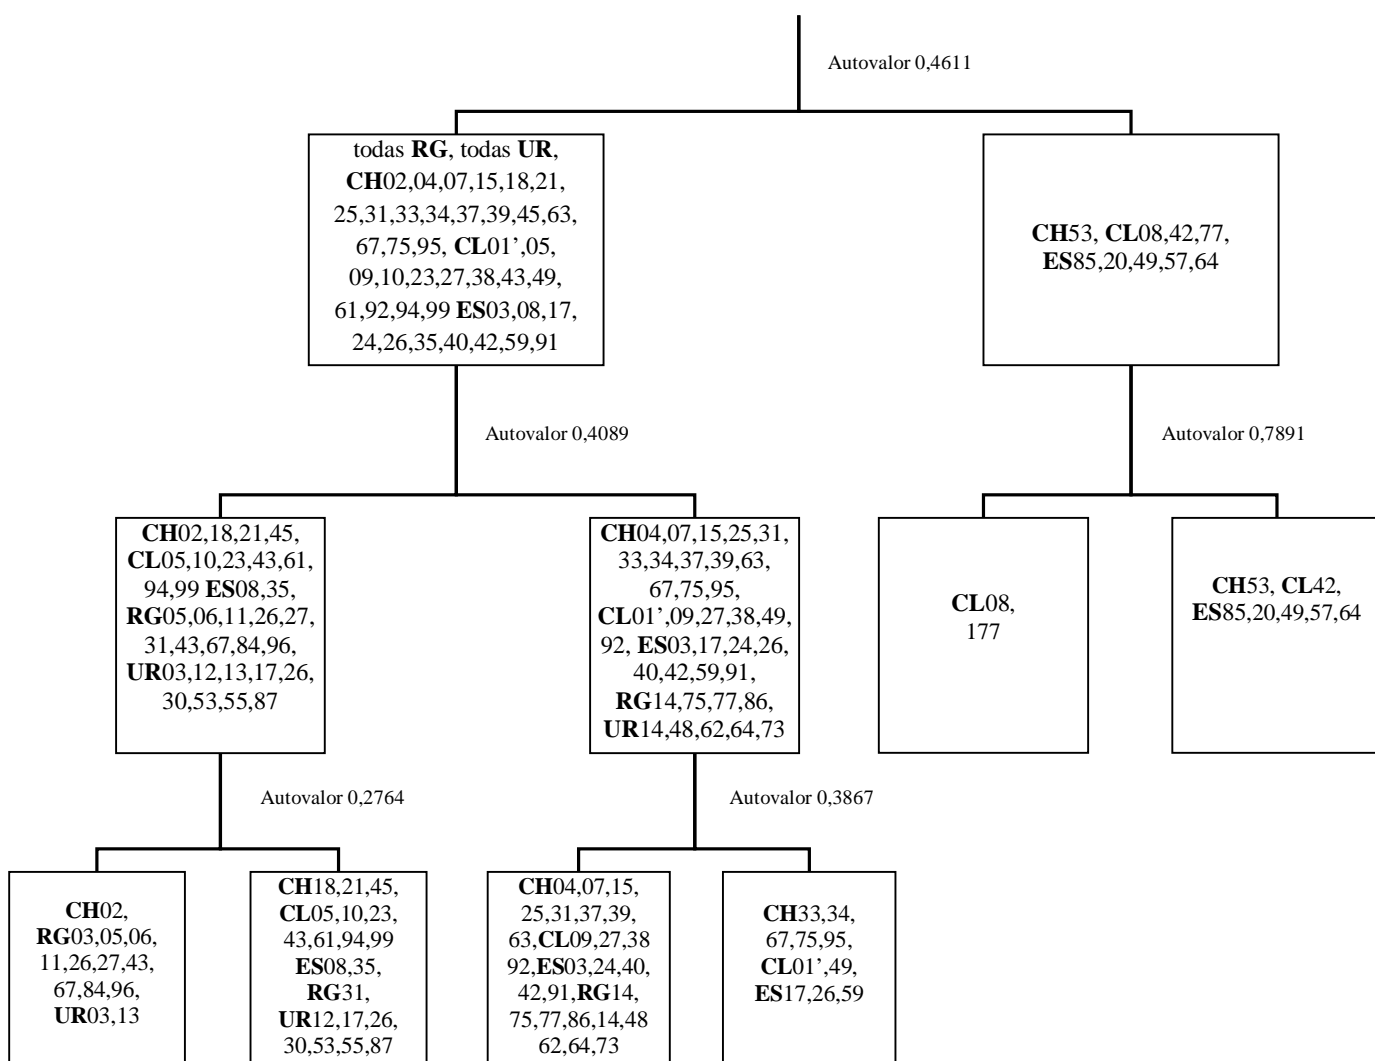 Autovalor 0,4611
todas RG, todas UR,
CH02,04,07,15,18,21,
25,31,33,34,37,39,45,63,
67,75,95, CL01’,05,
09,10,23,27,38,43,49,
61,92,94,99 ES03,08,17,
24,26,35,40,42,59,91
CH53, CL08,42,77,
ES85,20,49,57,64
Autovalor 0,4089
Autovalor 0,7891
CH02,18,21,45,
CL05,10,23,43,61,
94,99 ES08,35,
RG05,06,11,26,27,
31,43,67,84,96,
UR03,12,13,17,26,
30,53,55,87
CH04,07,15,25,31,
33,34,37,39,63,
67,75,95,
CL01’,09,27,38,49,
92, ES03,17,24,26,
40,42,59,91,
RG14,75,77,86,
UR14,48,62,64,73
CL08,
177
CH53, CL42,
ES85,20,49,57,64
Autovalor 0,2764
Autovalor 0,3867
CH02,
RG03,05,06,
11,26,27,43,
67,84,96,
UR03,13
CH18,21,45,
CL05,10,23,
43,61,94,99
ES08,35,
RG31,
UR12,17,26,
30,53,55,87
CH04,07,15,
25,31,37,39,
63,CL09,27,38
92,ES03,24,40,
42,91,RG14,
75,77,86,14,48
62,64,73
CH33,34,
67,75,95,
CL01’,49,
ES17,26,59